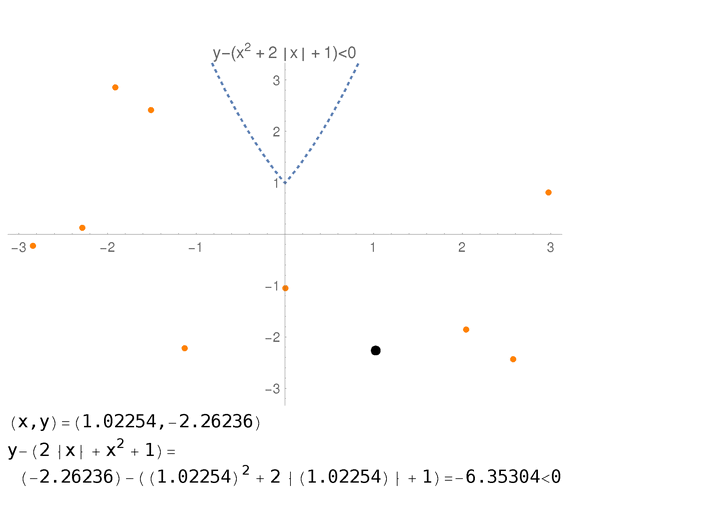 y−(x² + 2 |x| + 1)<0
3
2
1
−3 −2 −1 1 2 3
−1
−2
−3
(x,y)=(1.02254,−2.26236)
y−(2 |x| + x² + 1)=
(−2.26236)−((1.02254)² + 2 |(1.02254)| + 1)=−6.35304<0